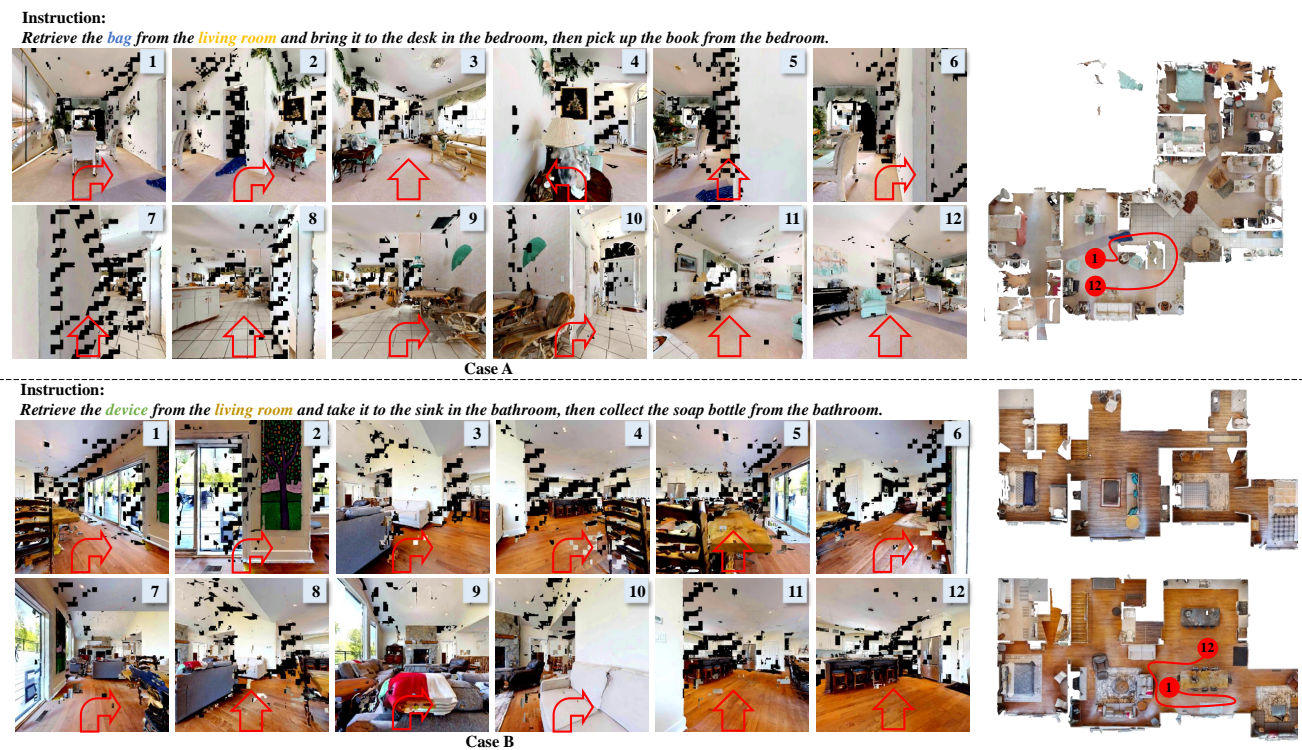 Instruction:
Retrieve the bag from the living room and bring it to the desk in the bedroom, then pick up the book from the bedroom.
1 2 3 4 5 6
7 8 9 10 11 12
1
12
Case A
Instruction:
Retrieve the device from the living room and take it to the sink in the bathroom, then collect the soap bottle from the bathroom.
1 2 3 4 5 6
7 8 9 10 11 12
12
1
Case B